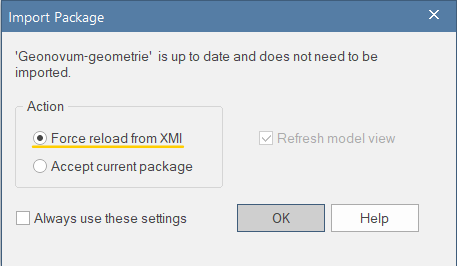 Import Package
'Geonovum-geometrie' is up to date and does not need to be
imported.
Action
Force reload from XMI
Refresh model view
Accept current package
Always use these settings
OK
Help